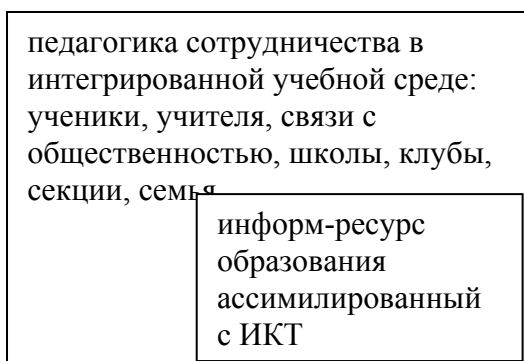 педагогика сотрудничества в
интегрированной учебной среде:
ученики, учителя, связи с
общественностью, школы, клубы,
секции, семья
информ-ресурс
образования
ассимилированный
с ИКТ